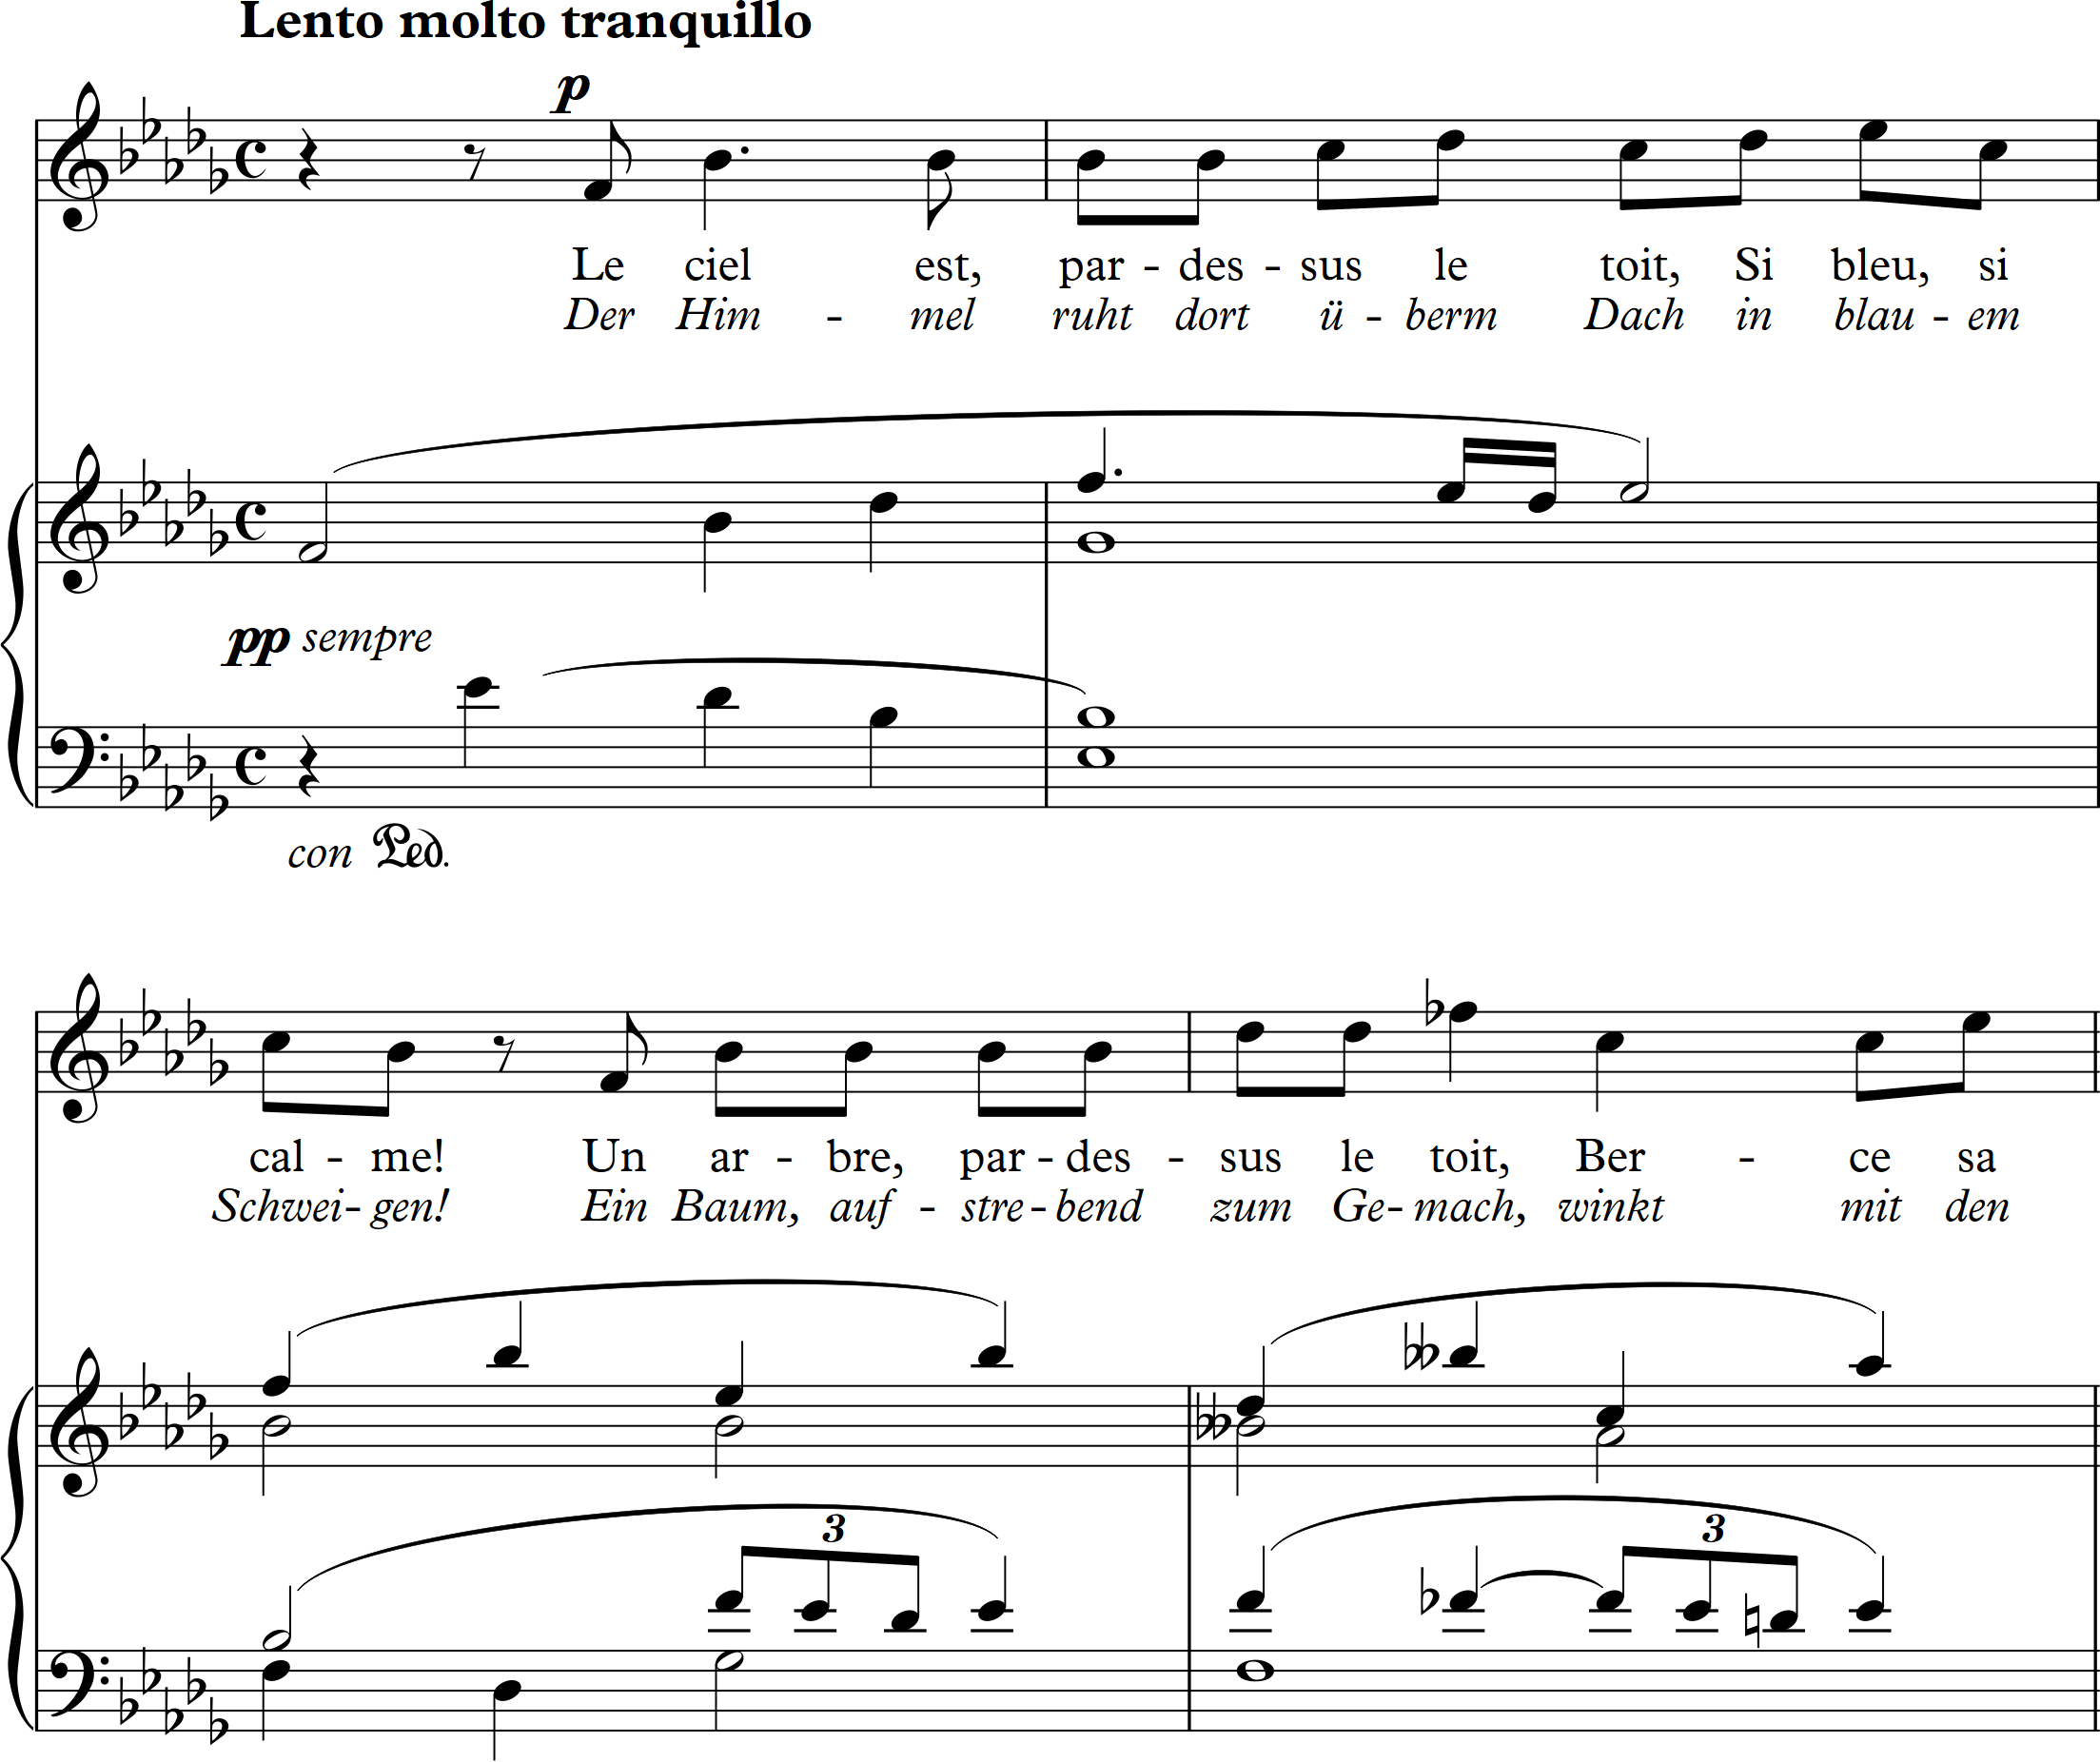 Lento molto tranquillo
p
Le ciel est, par - des - sus le toit, Si bleu, si
Der Him - mel ruht dort ü - berm Dach in blau - em
pp sempre
con Ped.
cal - me! Un ar - bre, par - des - sus le toit, Ber - ce sa
Schwei - gen! Ein Baum, auf - stre - bend zum Ge - mach, winkt mit den
3 3